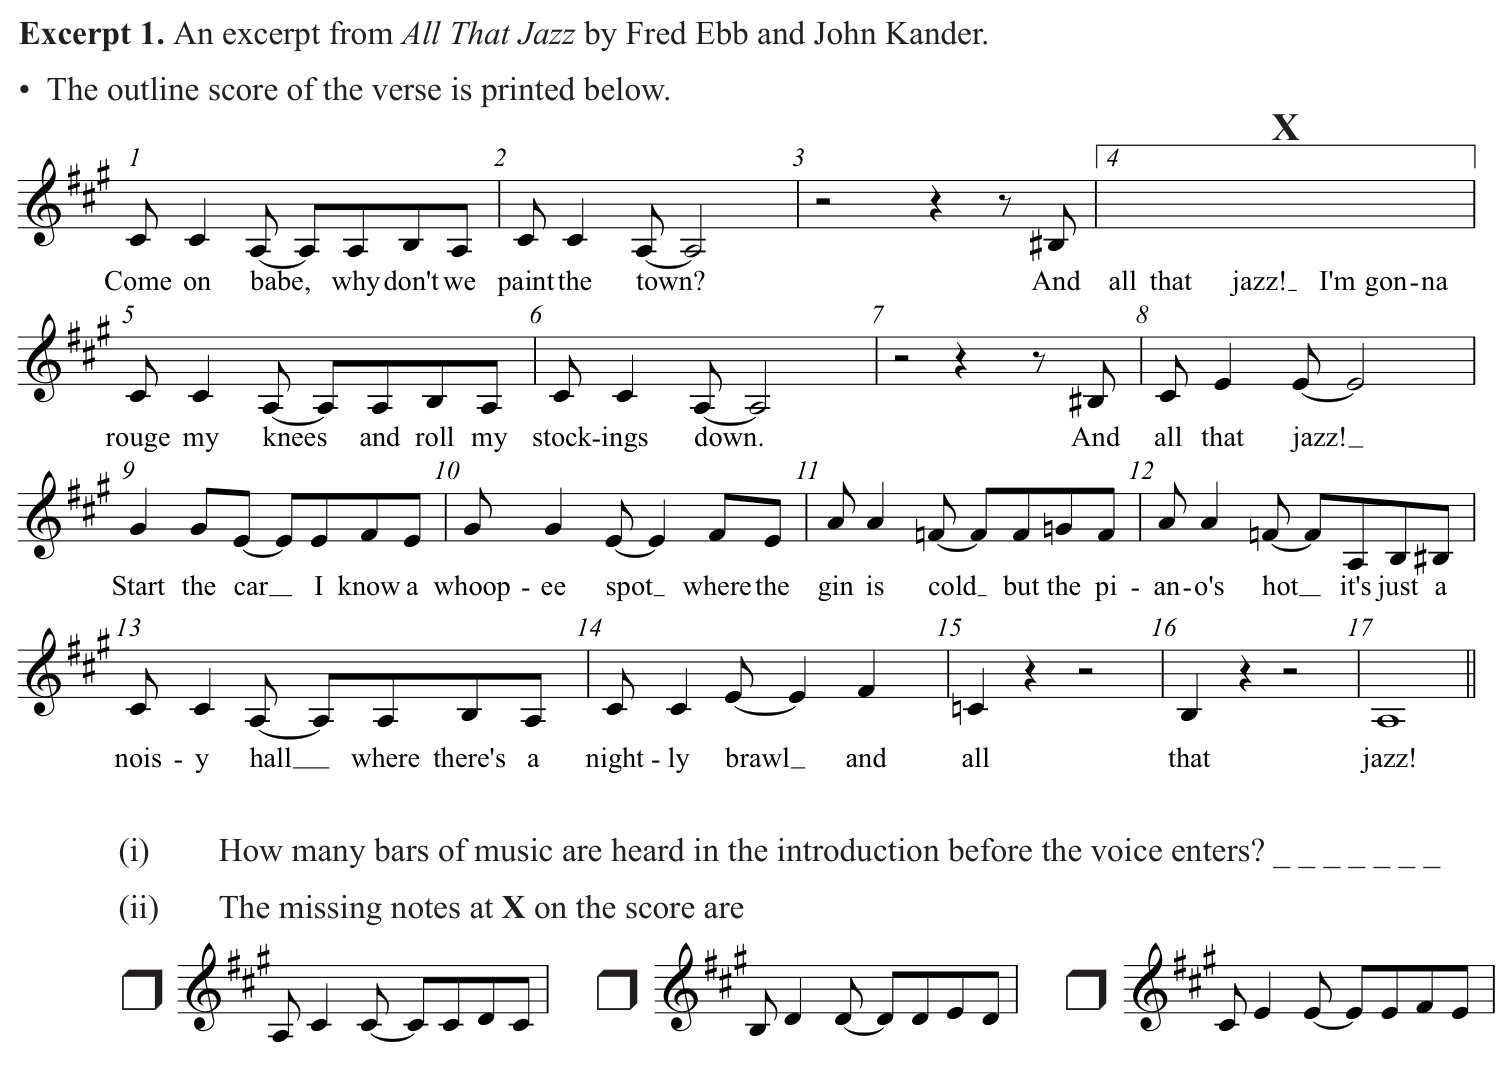 Excerpt 1. An excerpt from All That Jazz by Fred Ebb and John Kander.
• The outline score of the verse is printed below.
X
1 2 3 4
Come on babe, why don't we paint the town? And all that jazz!_ I'm gon-na
5 6 7 8
rouge my knees and roll my stock-ings down. And all that jazz!_
9 10 11 12
Start the car_ I know a whoop - ee spot_ where the gin is cold_ but the pi - an-o's hot_ it's just a
13 14 15 16 17
nois - y hall_ where there's a night - ly brawl_ and all that jazz!
(i) How many bars of music are heard in the introduction before the voice enters? _ _ _ _ _ _ _
(ii) The missing notes at X on the score are